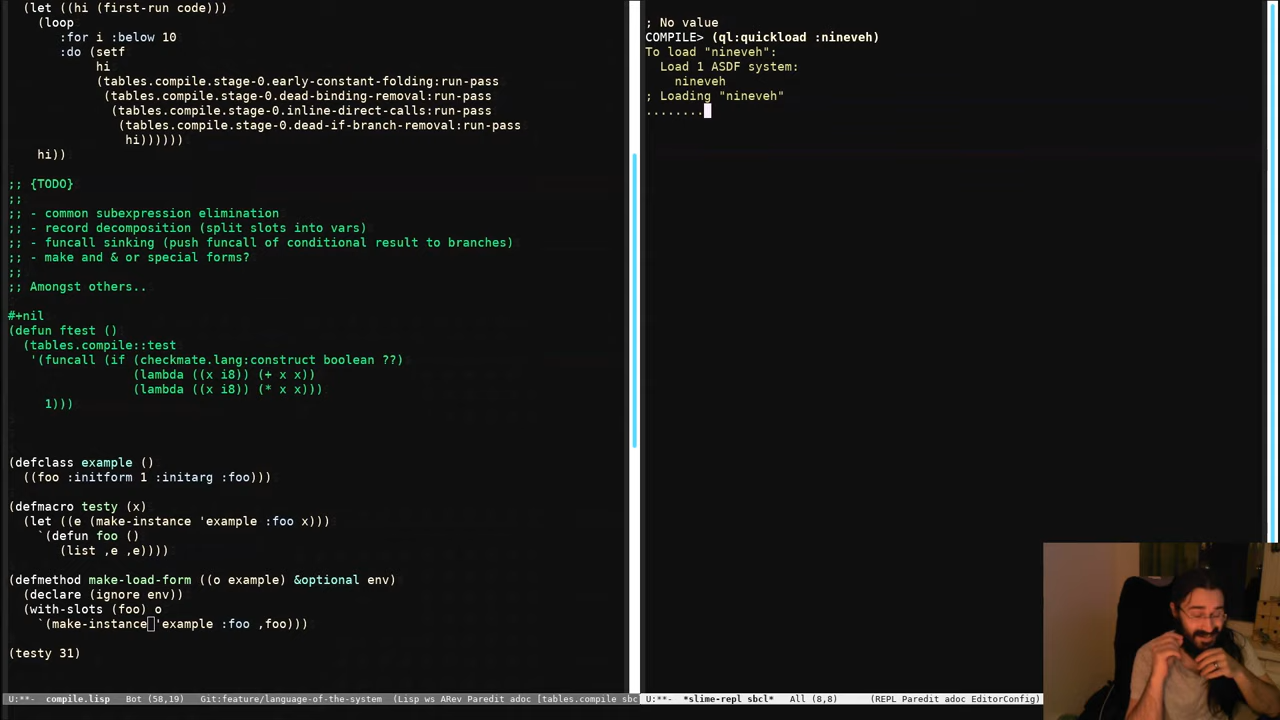 (let ((hi (first-run code)))
(loop
:for i :below 10
:do (setf
hi
(tables.compile.stage-0.early-constant-folding:run-pass
(tables.compile.stage-0.dead-binding-removal:run-pass
(tables.compile.stage-0.inline-direct-calls:run-pass
(tables.compile.stage-0.dead-if-branch-removal:run-pass
hi))))))
hi))
;; {TODO}
;;
;; - common subexpression elimination
;; - record decomposition (split slots into vars)
;; - funcall sinking (push funcall of conditional result to branches)
;; - make and & or special forms?
;;
;; Amongst others..
#+nil
(defun ftest ()
(tables.compile::test
'(funcall (if (checkmate.lang:construct boolean ??)
(lambda ((x i8)) (+ x x))
(lambda ((x i8)) (* x x)))
1)))
(defclass example ()
((foo :initform 1 :initarg :foo)))
(defmacro testy (x)
(let ((e (make-instance 'example :foo x)))
`(defun foo ()
(list ,e ,e))))
(defmethod make-load-form ((o example) &optional env)
(declare (ignore env))
(with-slots (foo) o
`(make-instance 'example :foo ,foo)))
(testy 31)
U:**- compile.lisp Bot (58,19) Git:feature/language-of-the-system (Lisp ws ARev Paredit adoc [tables.compile sbc
; No value
COMPILE> (ql:quickload :nineveh)
To load "nineveh":
Load 1 ASDF system:
nineveh
; Loading "nineveh"
........
U:**- *slime-repl sbcl* All (8,8) (REPL Paredit adoc EditorConfig)